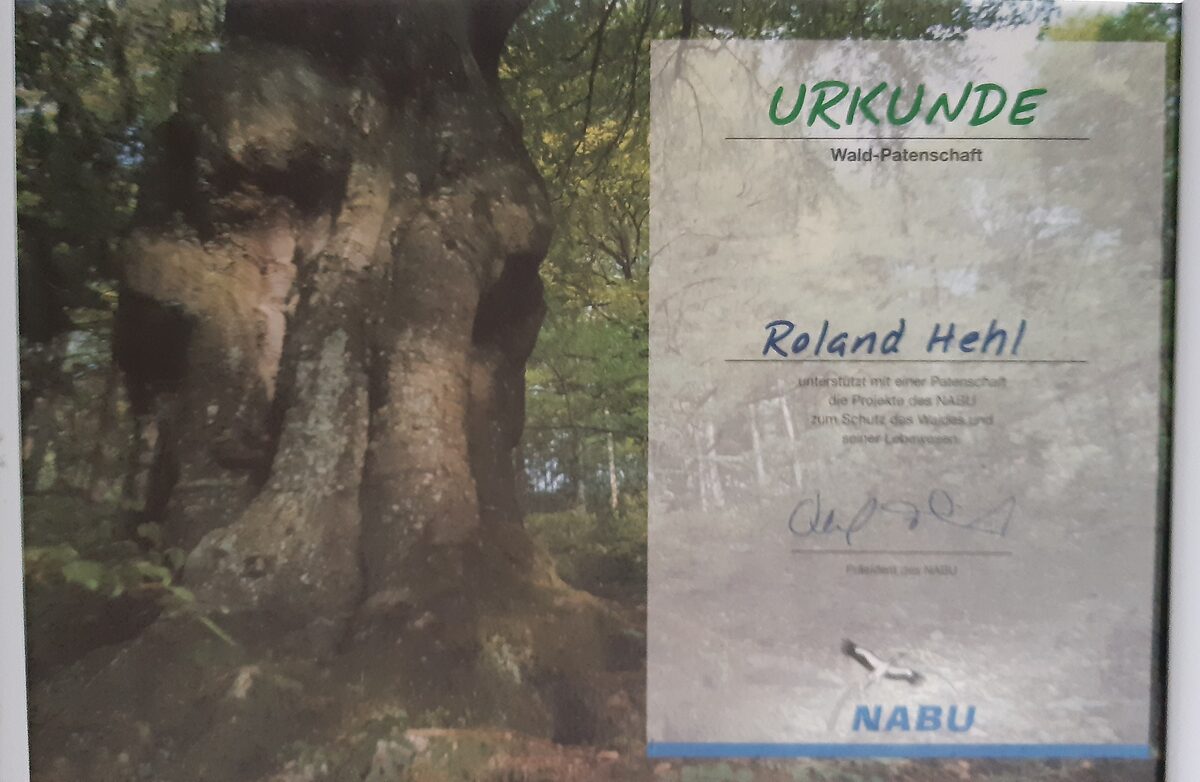 URKUNDE
Wald-Patenschaft
Roland Hehl
unterstützt mit einer Patenschaft
die Projekte des NABU
zum Schutz des Waldes und
seiner Lebewesen
Präsident des NABU
NABU